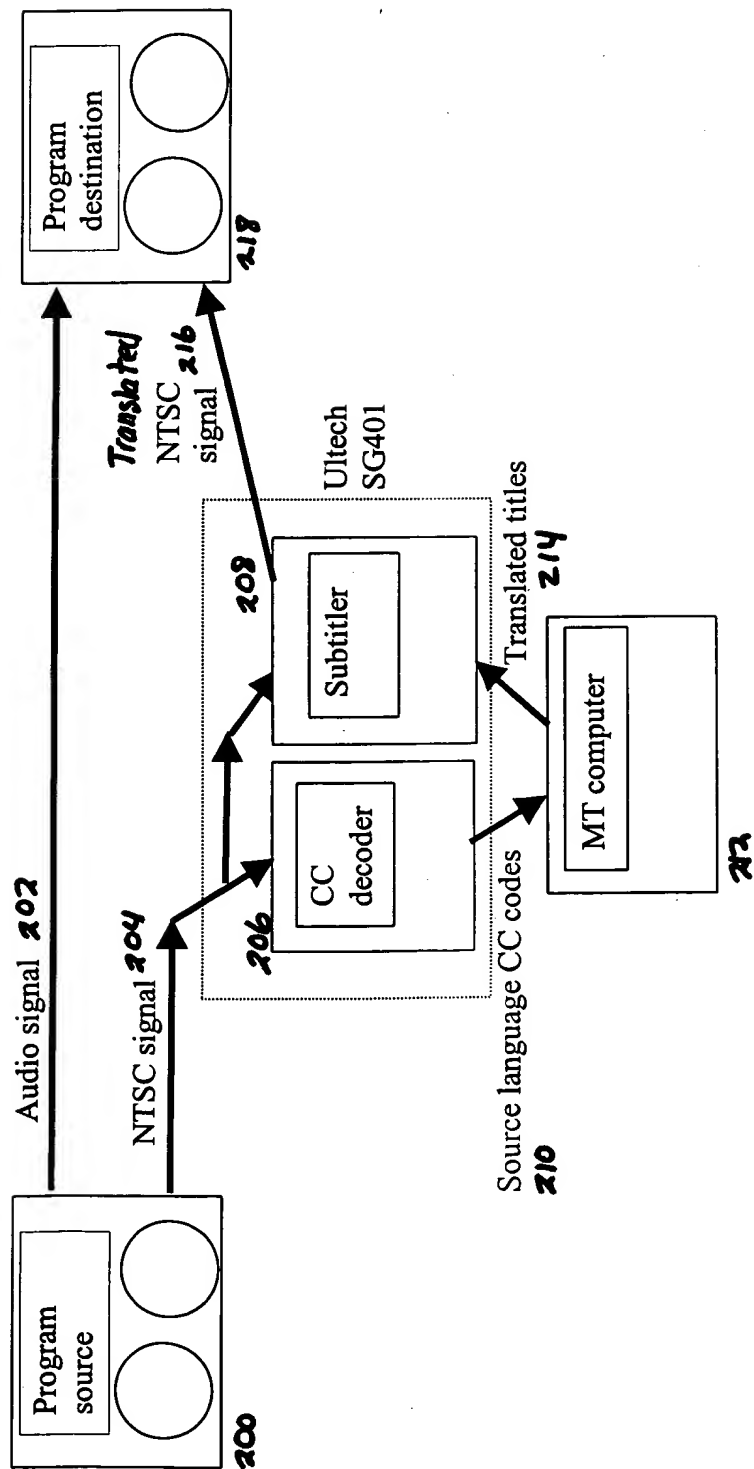 Program
source
200
Audio signal 202
NTSC signal 204
206
CC
decoder
208
Subtitler
Ultech
SG401
Source language CC codes
210
MT computer
212
Translated titles
214
Translated
NTSC 216
signal
Program
destination
218